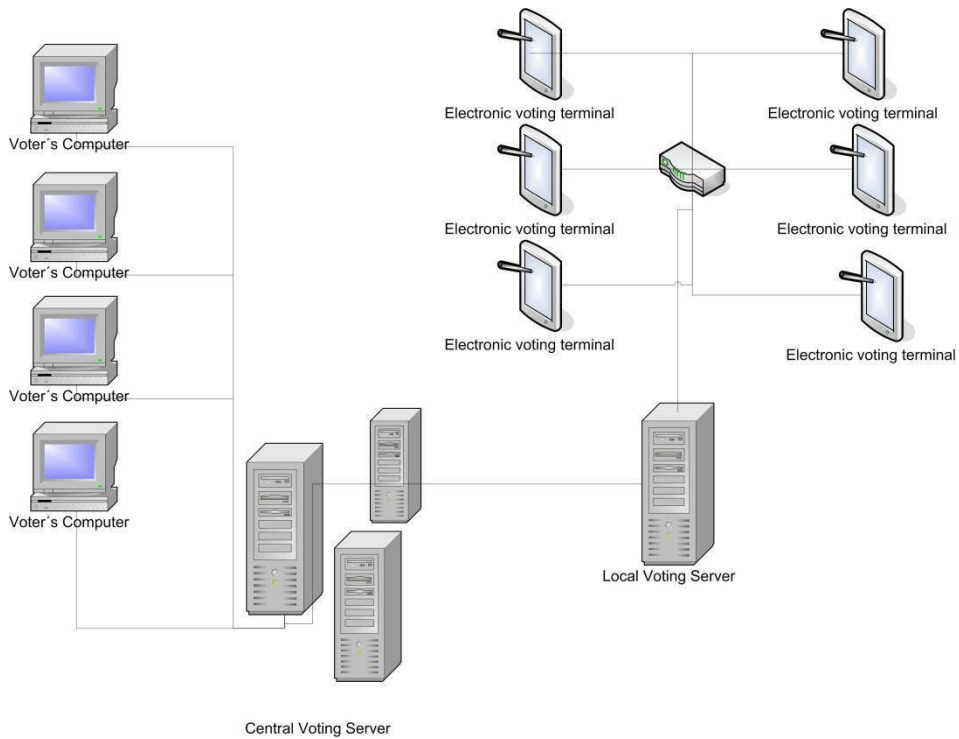 Electronic voting terminal
Electronic voting terminal
Voter´s Computer
Electronic voting terminal
Electronic voting terminal
Voter´s Computer
Electronic voting terminal
Electronic voting terminal
Voter´s Computer
Voter´s Computer
Local Voting Server
Central Voting Server